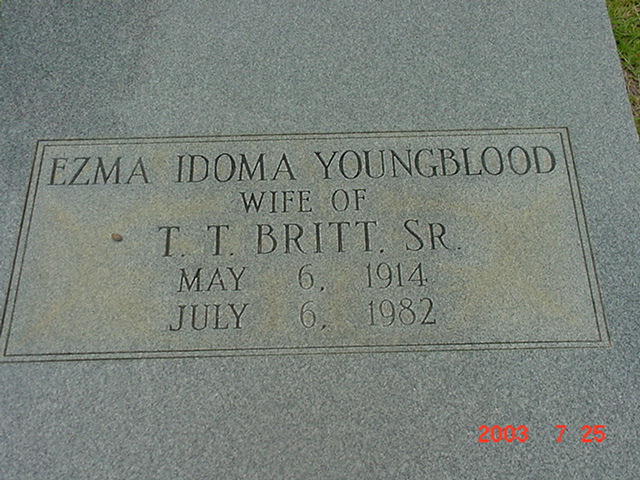 EZMA IDOMA YOUNGBLOOD
WIFE OF
T. T. BRITT, SR.
MAY 6, 1914
JULY 6, 1982
2003 7 25